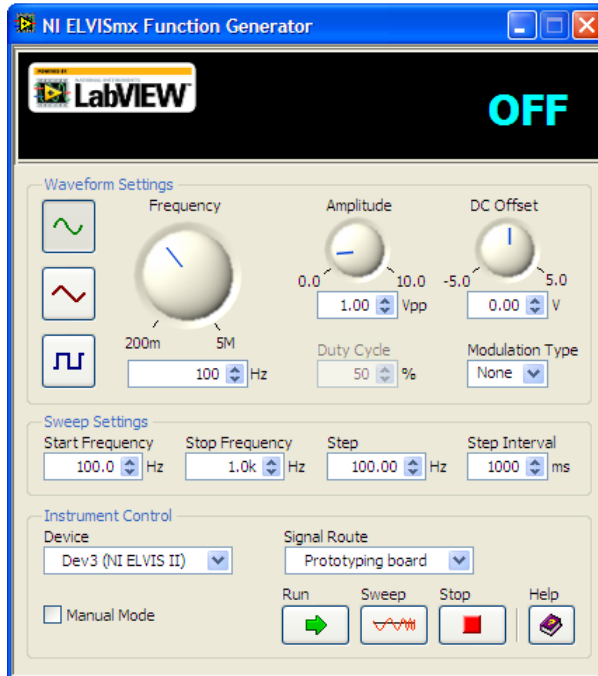 NI ELVISmx Function Generator
POWERED BY
NATIONAL INSTRUMENTS
LabVIEW
OFF
Waveform Settings
Frequency
Amplitude
DC Offset
0.0
10.0
-5.0
5.0
1.00 Vpp
0.00 V
200m
5M
100 Hz
Duty Cycle
50 %
Modulation Type
None
Sweep Settings
Start Frequency
Stop Frequency
Step
Step Interval
100.0 Hz
1.0k Hz
100.00 Hz
1000 ms
Instrument Control
Device
Signal Route
Dev3 (NI ELVIS II)
Prototyping board
Manual Mode
Run
Sweep
Stop
Help